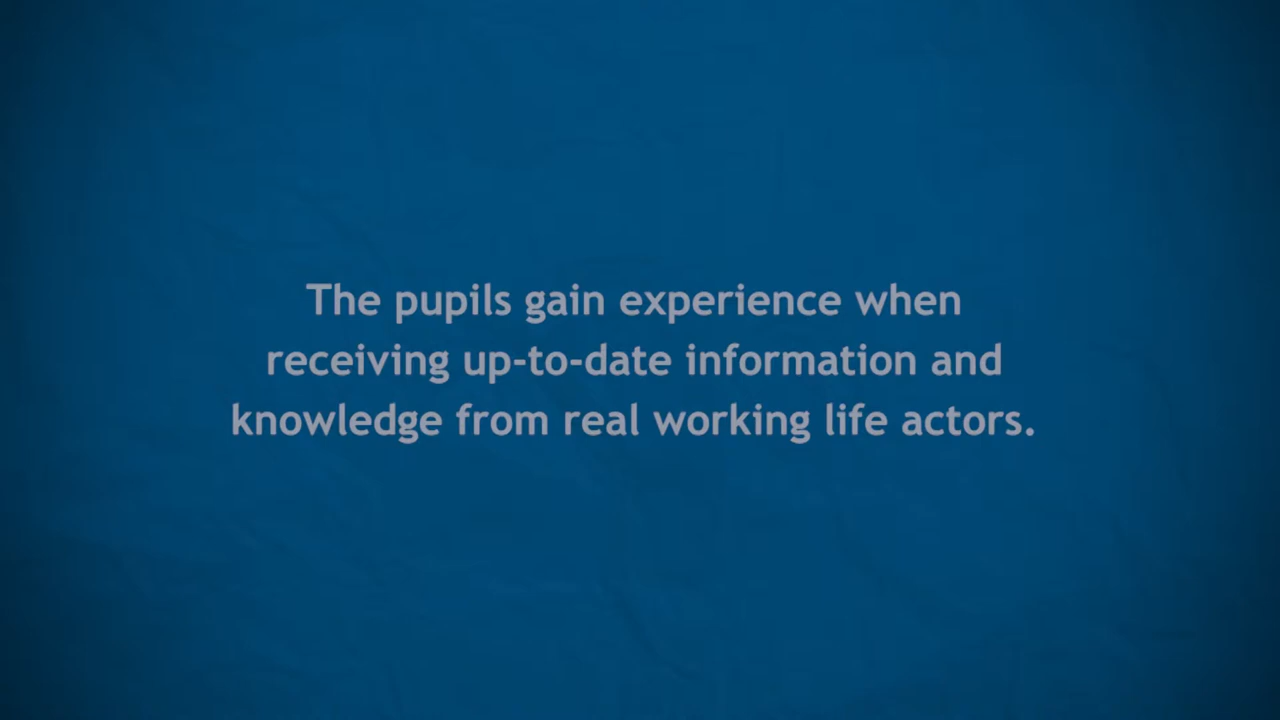 The pupils gain experience when
receiving up-to-date information and
knowledge from real working life actors.